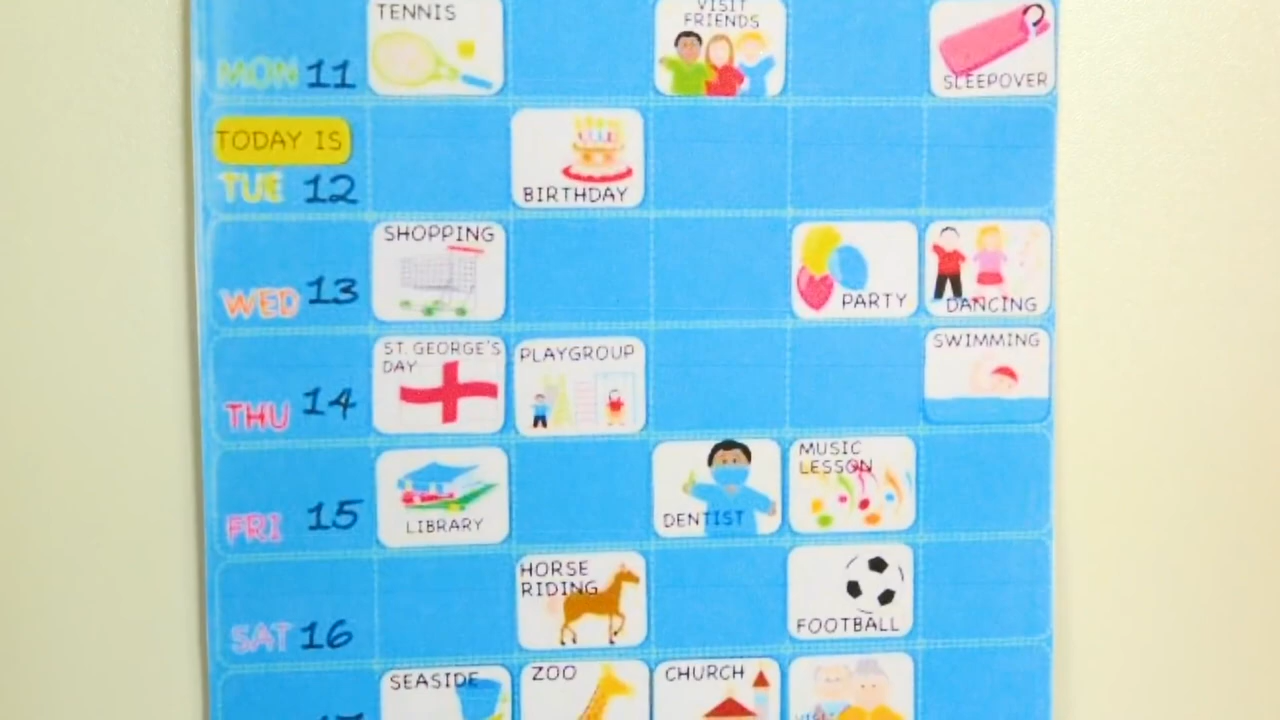 TENNIS
VISIT
FRIENDS
MON 11
SLEEPOVER
TODAY IS
TUE 12
BIRTHDAY
SHOPPING
WED 13
PARTY
DANCING
ST. GEORGE'S
DAY
PLAYGROUP
SWIMMING
THU 14
MUSIC
LESSON
FRI 15
LIBRARY
DENTIST
HORSE
RIDING
SAT 16
FOOTBALL
SEASIDE
ZOO
CHURCH